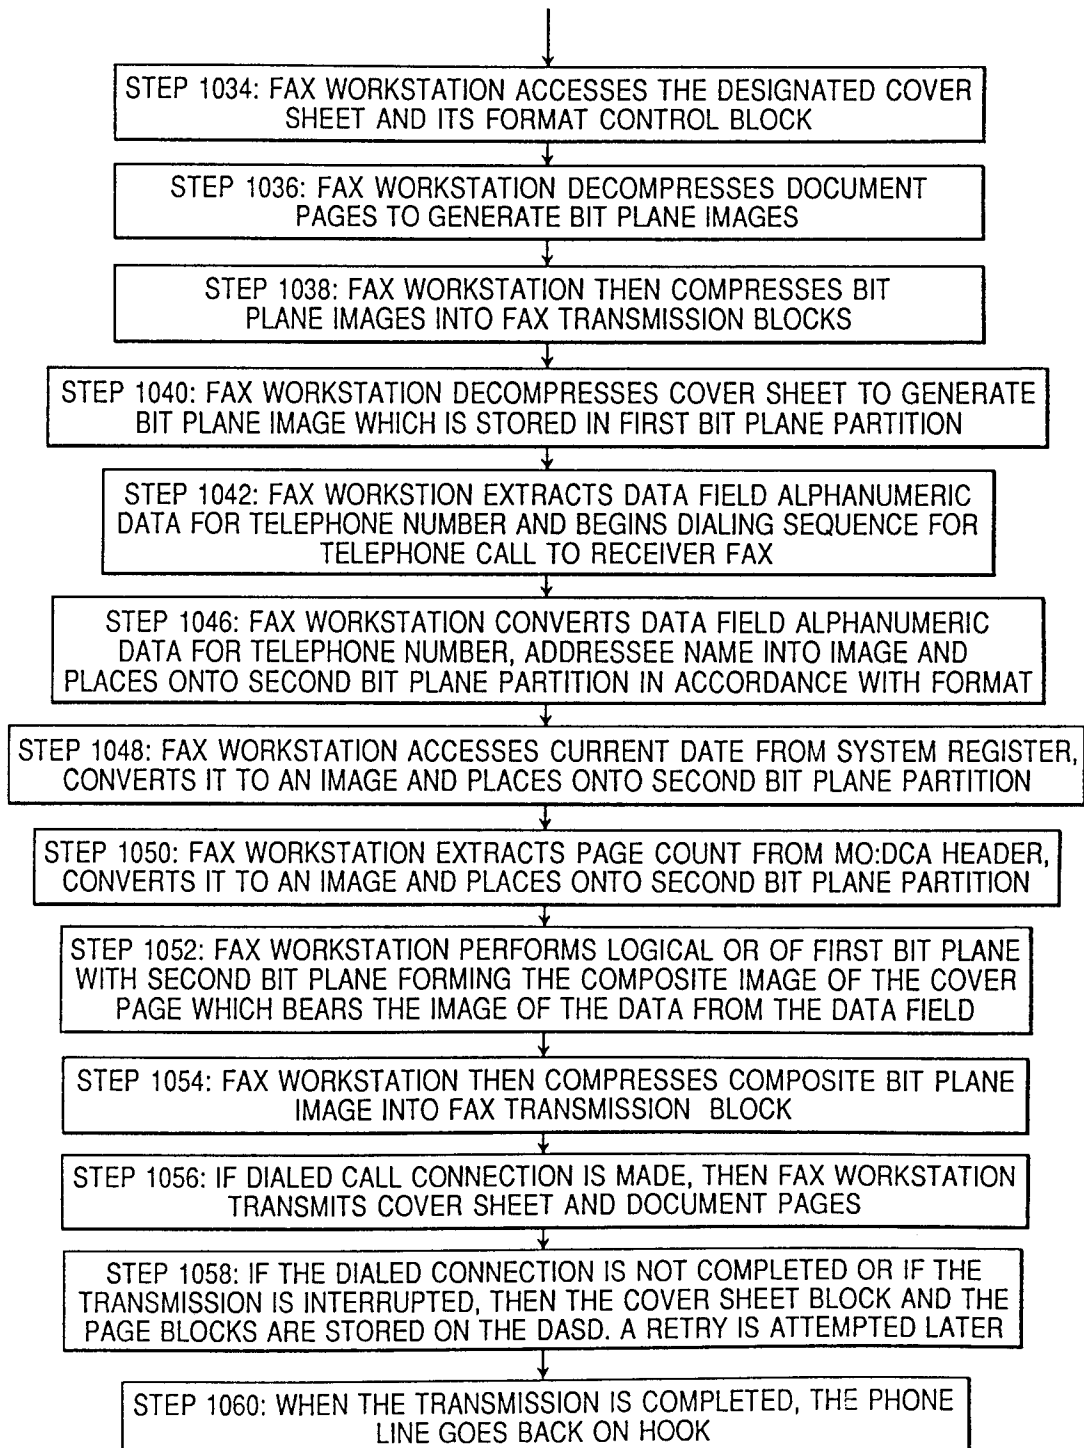 STEP 1034: FAX WORKSTATION ACCESSES THE DESIGNATED COVER
SHEET AND ITS FORMAT CONTROL BLOCK
STEP 1036: FAX WORKSTATION DECOMPRESSES DOCUMENT
PAGES TO GENERATE BIT PLANE IMAGES
STEP 1038: FAX WORKSTATION THEN COMPRESSES BIT
PLANE IMAGES INTO FAX TRANSMISSION BLOCKS
STEP 1040: FAX WORKSTATION DECOMPRESSES COVER SHEET TO GENERATE
BIT PLANE IMAGE WHICH IS STORED IN FIRST BIT PLANE PARTITION
STEP 1042: FAX WORKSTION EXTRACTS DATA FIELD ALPHANUMERIC
DATA FOR TELEPHONE NUMBER AND BEGINS DIALING SEQUENCE FOR
TELEPHONE CALL TO RECEIVER FAX
STEP 1046: FAX WORKSTATION CONVERTS DATA FIELD ALPHANUMERIC
DATA FOR TELEPHONE NUMBER, ADDRESSEE NAME INTO IMAGE AND
PLACES ONTO SECOND BIT PLANE PARTITION IN ACCORDANCE WITH FORMAT
STEP 1048: FAX WORKSTATION ACCESSES CURRENT DATE FROM SYSTEM REGISTER,
CONVERTS IT TO AN IMAGE AND PLACES ONTO SECOND BIT PLANE PARTITION
STEP 1050: FAX WORKSTATION EXTRACTS PAGE COUNT FROM MO:DCA HEADER,
CONVERTS IT TO AN IMAGE AND PLACES ONTO SECOND BIT PLANE PARTITION
STEP 1052: FAX WORKSTATION PERFORMS LOGICAL OR OF FIRST BIT PLANE
WITH SECOND BIT PLANE FORMING THE COMPOSITE IMAGE OF THE COVER
PAGE WHICH BEARS THE IMAGE OF THE DATA FROM THE DATA FIELD
STEP 1054: FAX WORKSTATION THEN COMPRESSES COMPOSITE BIT PLANE
IMAGE INTO FAX TRANSMISSION BLOCK
STEP 1056: IF DIALED CALL CONNECTION IS MADE, THEN FAX WORKSTATION
TRANSMITS COVER SHEET AND DOCUMENT PAGES
STEP 1058: IF THE DIALED CONNECTION IS NOT COMPLETED OR IF THE
TRANSMISSION IS INTERRUPTED, THEN THE COVER SHEET BLOCK AND THE
PAGE BLOCKS ARE STORED ON THE DASD. A RETRY IS ATTEMPTED LATER
STEP 1060: WHEN THE TRANSMISSION IS COMPLETED, THE PHONE
LINE GOES BACK ON HOOK